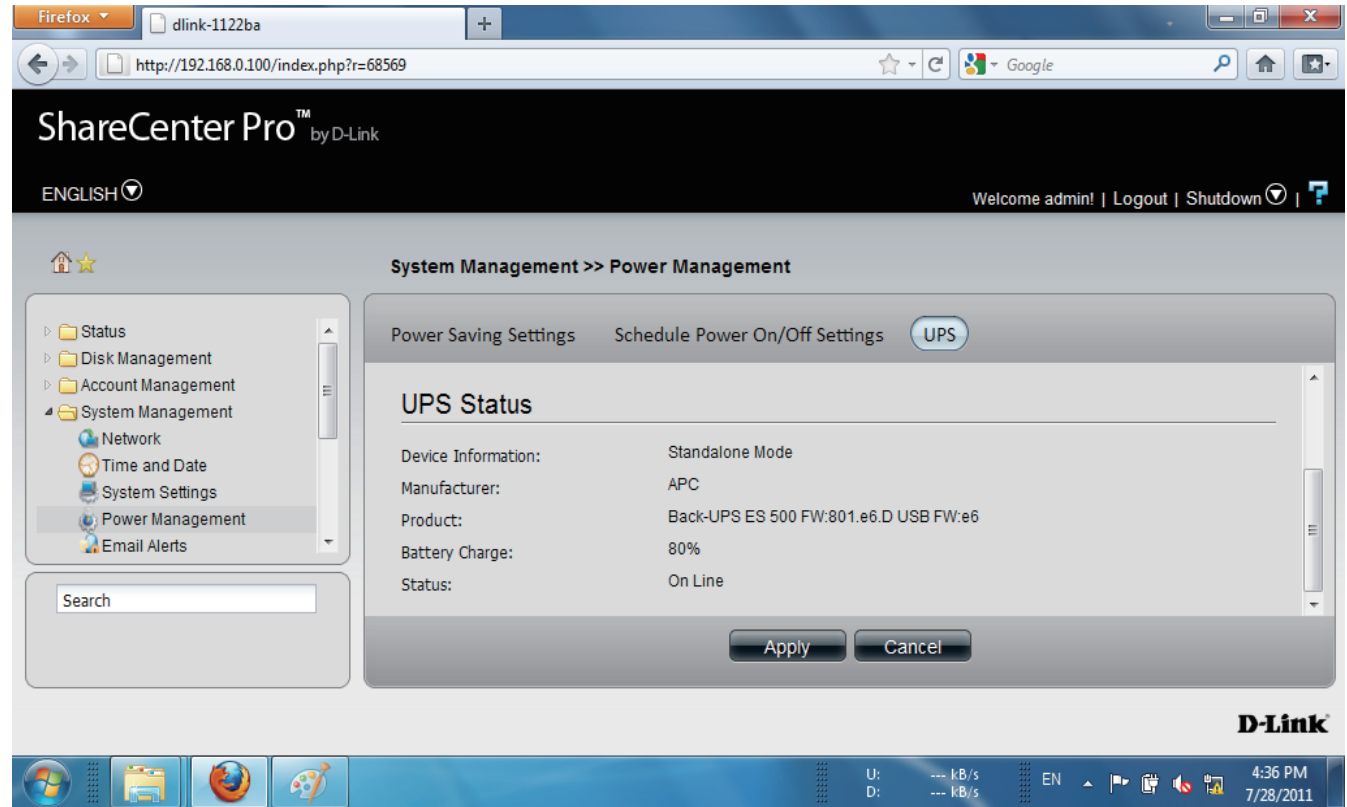 Firefox
dlink-1122ba
http://192.168.0.100/index.php?r=68569
Google
ShareCenter Pro™ by D-Link
ENGLISH
Welcome admin! | Logout | Shutdown | ?
System Management >> Power Management
Status
Disk Management
Account Management
System Management
Network
Time and Date
System Settings
Power Management
Email Alerts
Search
Power Saving Settings Schedule Power On/Off Settings UPS
UPS Status
Device Information: Standalone Mode
Manufacturer: APC
Product: Back-UPS ES 500 FW:801.e6.D USB FW:e6
Battery Charge: 80%
Status: On Line
Apply Cancel
D-Link
U: --- kB/s
D: --- kB/s
EN
4:36 PM
7/28/2011